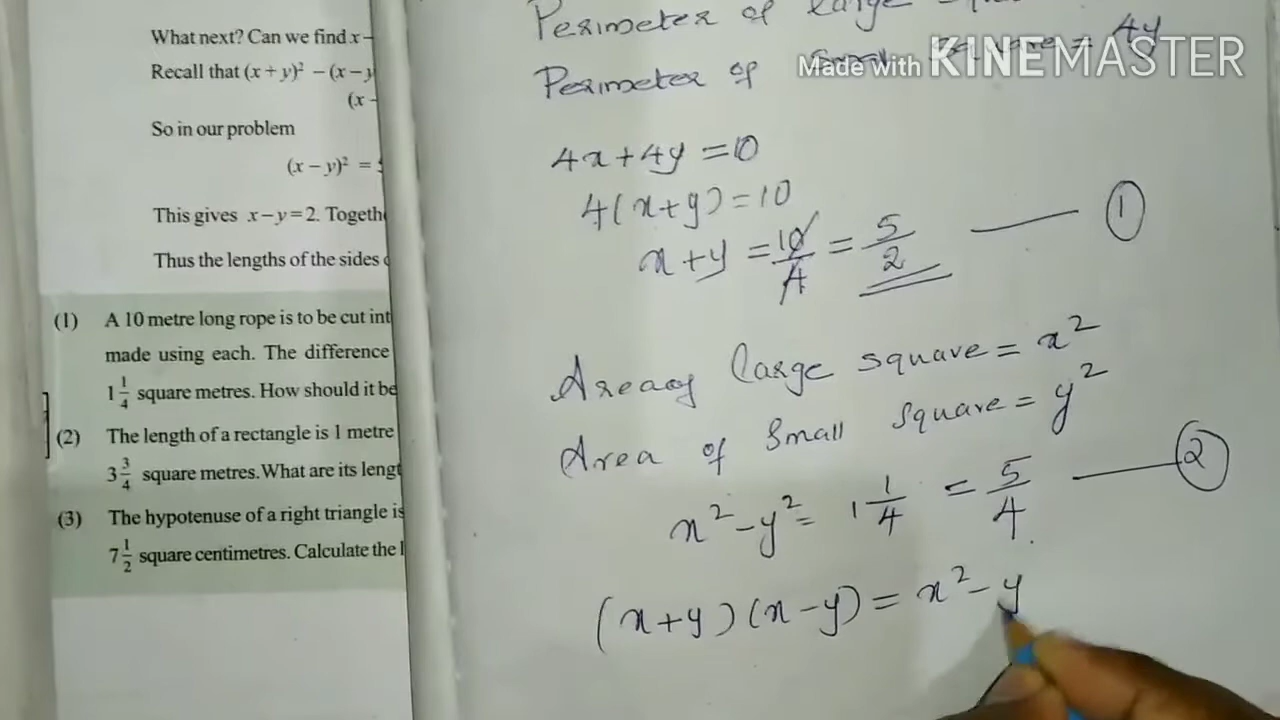 What next? Can we find x –
Recall that (x + y)² – (x – y
(x –
So in our problem
(x – y)² =
This gives x – y = 2. Togeth
Thus the lengths of the sides
(1) A 10 metre long rope is to be cut int
made using each. The difference
1 1/4 square metres. How should it be
(2) The length of a rectangle is 1 metre
3 3/4 square metres. What are its lengt
(3) The hypotenuse of a right triangle is
7 1/2 square centimetres. Calculate the l
Perimeter of large
Perimeter of Small Square = 4y
Made with KINEMASTER
4x + 4y = 10
4(x+y) = 10
x + y = 10/4 = 5/2 —— 1
Area of large square = x²
Area of Small Square = y²
x² – y² = 1 1/4 = 5/4 —— 2
(x+y) (x–y) = x² – y